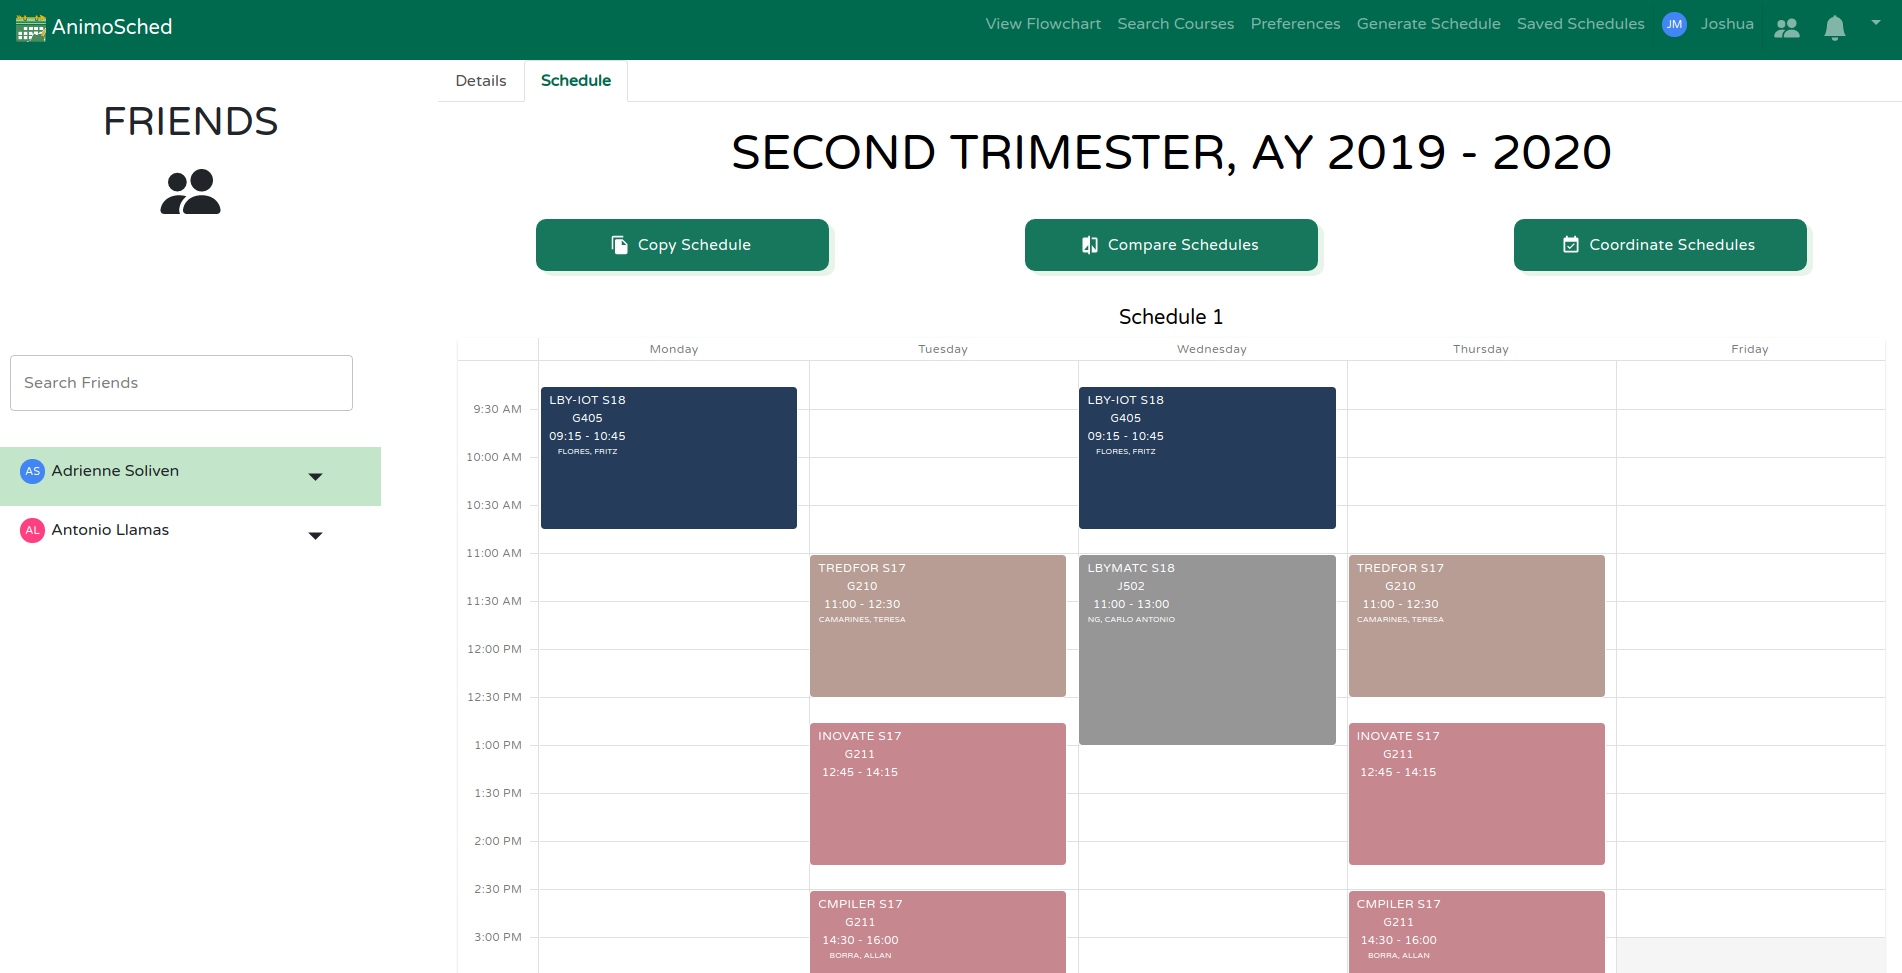 AnimoSched
View Flowchart Search Courses Preferences Generate Schedule Saved Schedules JM Joshua
FRIENDS
Search Friends
AS Adrienne Soliven
AL Antonio Llamas
Details Schedule
SECOND TRIMESTER, AY 2019 - 2020
Copy Schedule Compare Schedules Coordinate Schedules
Schedule 1
Monday Tuesday Wednesday Thursday Friday
9:30 AM
10:00 AM
10:30 AM
11:00 AM
11:30 AM
12:00 PM
12:30 PM
1:00 PM
1:30 PM
2:00 PM
2:30 PM
3:00 PM
LBY-IOT S18
G405
09:15 - 10:45
FLORES, FRITZ
TREDFOR S17
G210
11:00 - 12:30
CAMARINES, TERESA
INOVATE S17
G211
12:45 - 14:15
CMPILER S17
G211
14:30 - 16:00
BORRA, ALLAN
LBY-IOT S18
G405
09:15 - 10:45
FLORES, FRITZ
LBYMATC S18
J502
11:00 - 13:00
NG, CARLO ANTONIO
TREDFOR S17
G210
11:00 - 12:30
CAMARINES, TERESA
INOVATE S17
G211
12:45 - 14:15
CMPILER S17
G211
14:30 - 16:00
BORRA, ALLAN